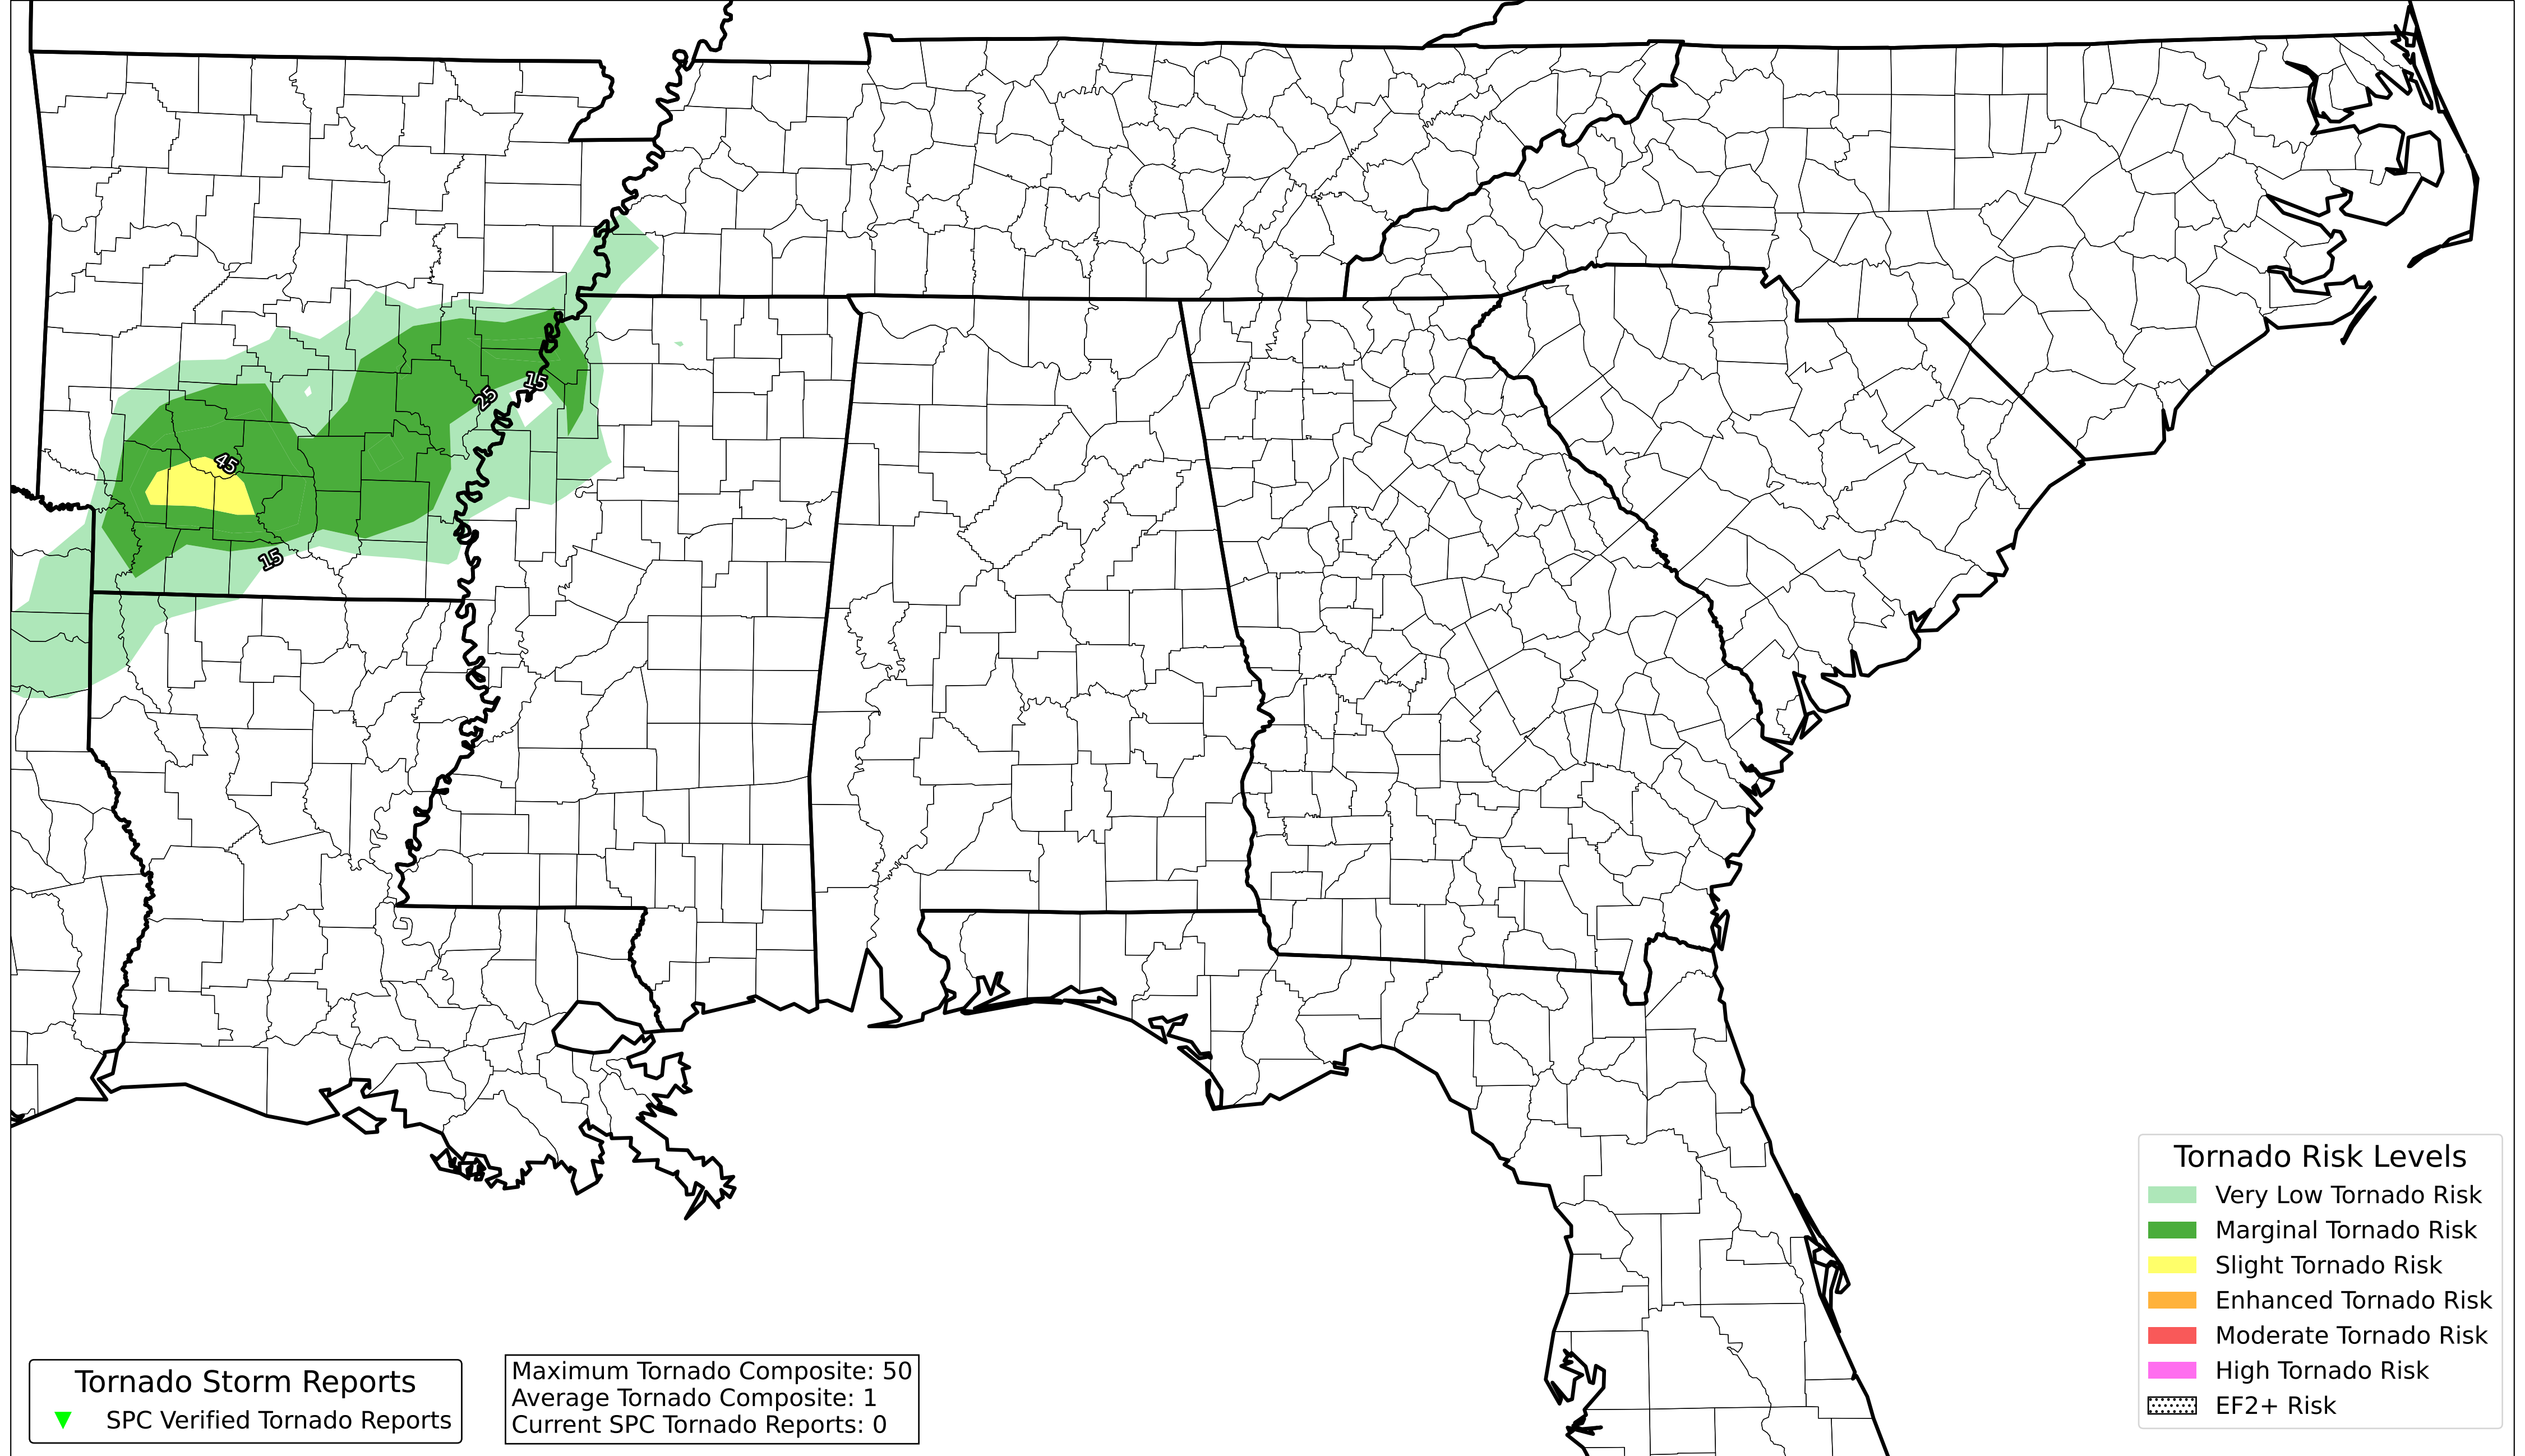 15
25
45
15
Tornado Risk Levels
Very Low Tornado Risk
Marginal Tornado Risk
Slight Tornado Risk
Enhanced Tornado Risk
Moderate Tornado Risk
High Tornado Risk
EF2+ Risk
Tornado Storm Reports
SPC Verified Tornado Reports
Maximum Tornado Composite: 50
Average Tornado Composite: 1
Current SPC Tornado Reports: 0